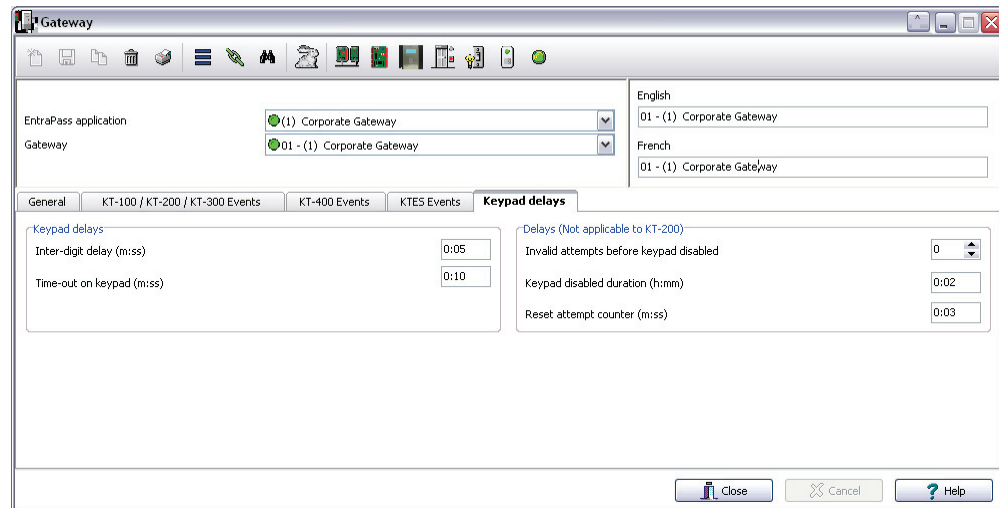 Gateway
English
EntraPass application
(1) Corporate Gateway
01 - (1) Corporate Gateway
Gateway
01 - (1) Corporate Gateway
French
01 - (1) Corporate Gateway
General
KT-100 / KT-200 / KT-300 Events
KT-400 Events
KTES Events
Keypad delays
Keypad delays
Inter-digit delay (m:ss)
0:05
Time-out on keypad (m:ss)
0:10
Delays (Not applicable to KT-200)
Invalid attempts before keypad disabled
0
Keypad disabled duration (h:mm)
0:02
Reset attempt counter (m:ss)
0:03
Close
Cancel
? Help